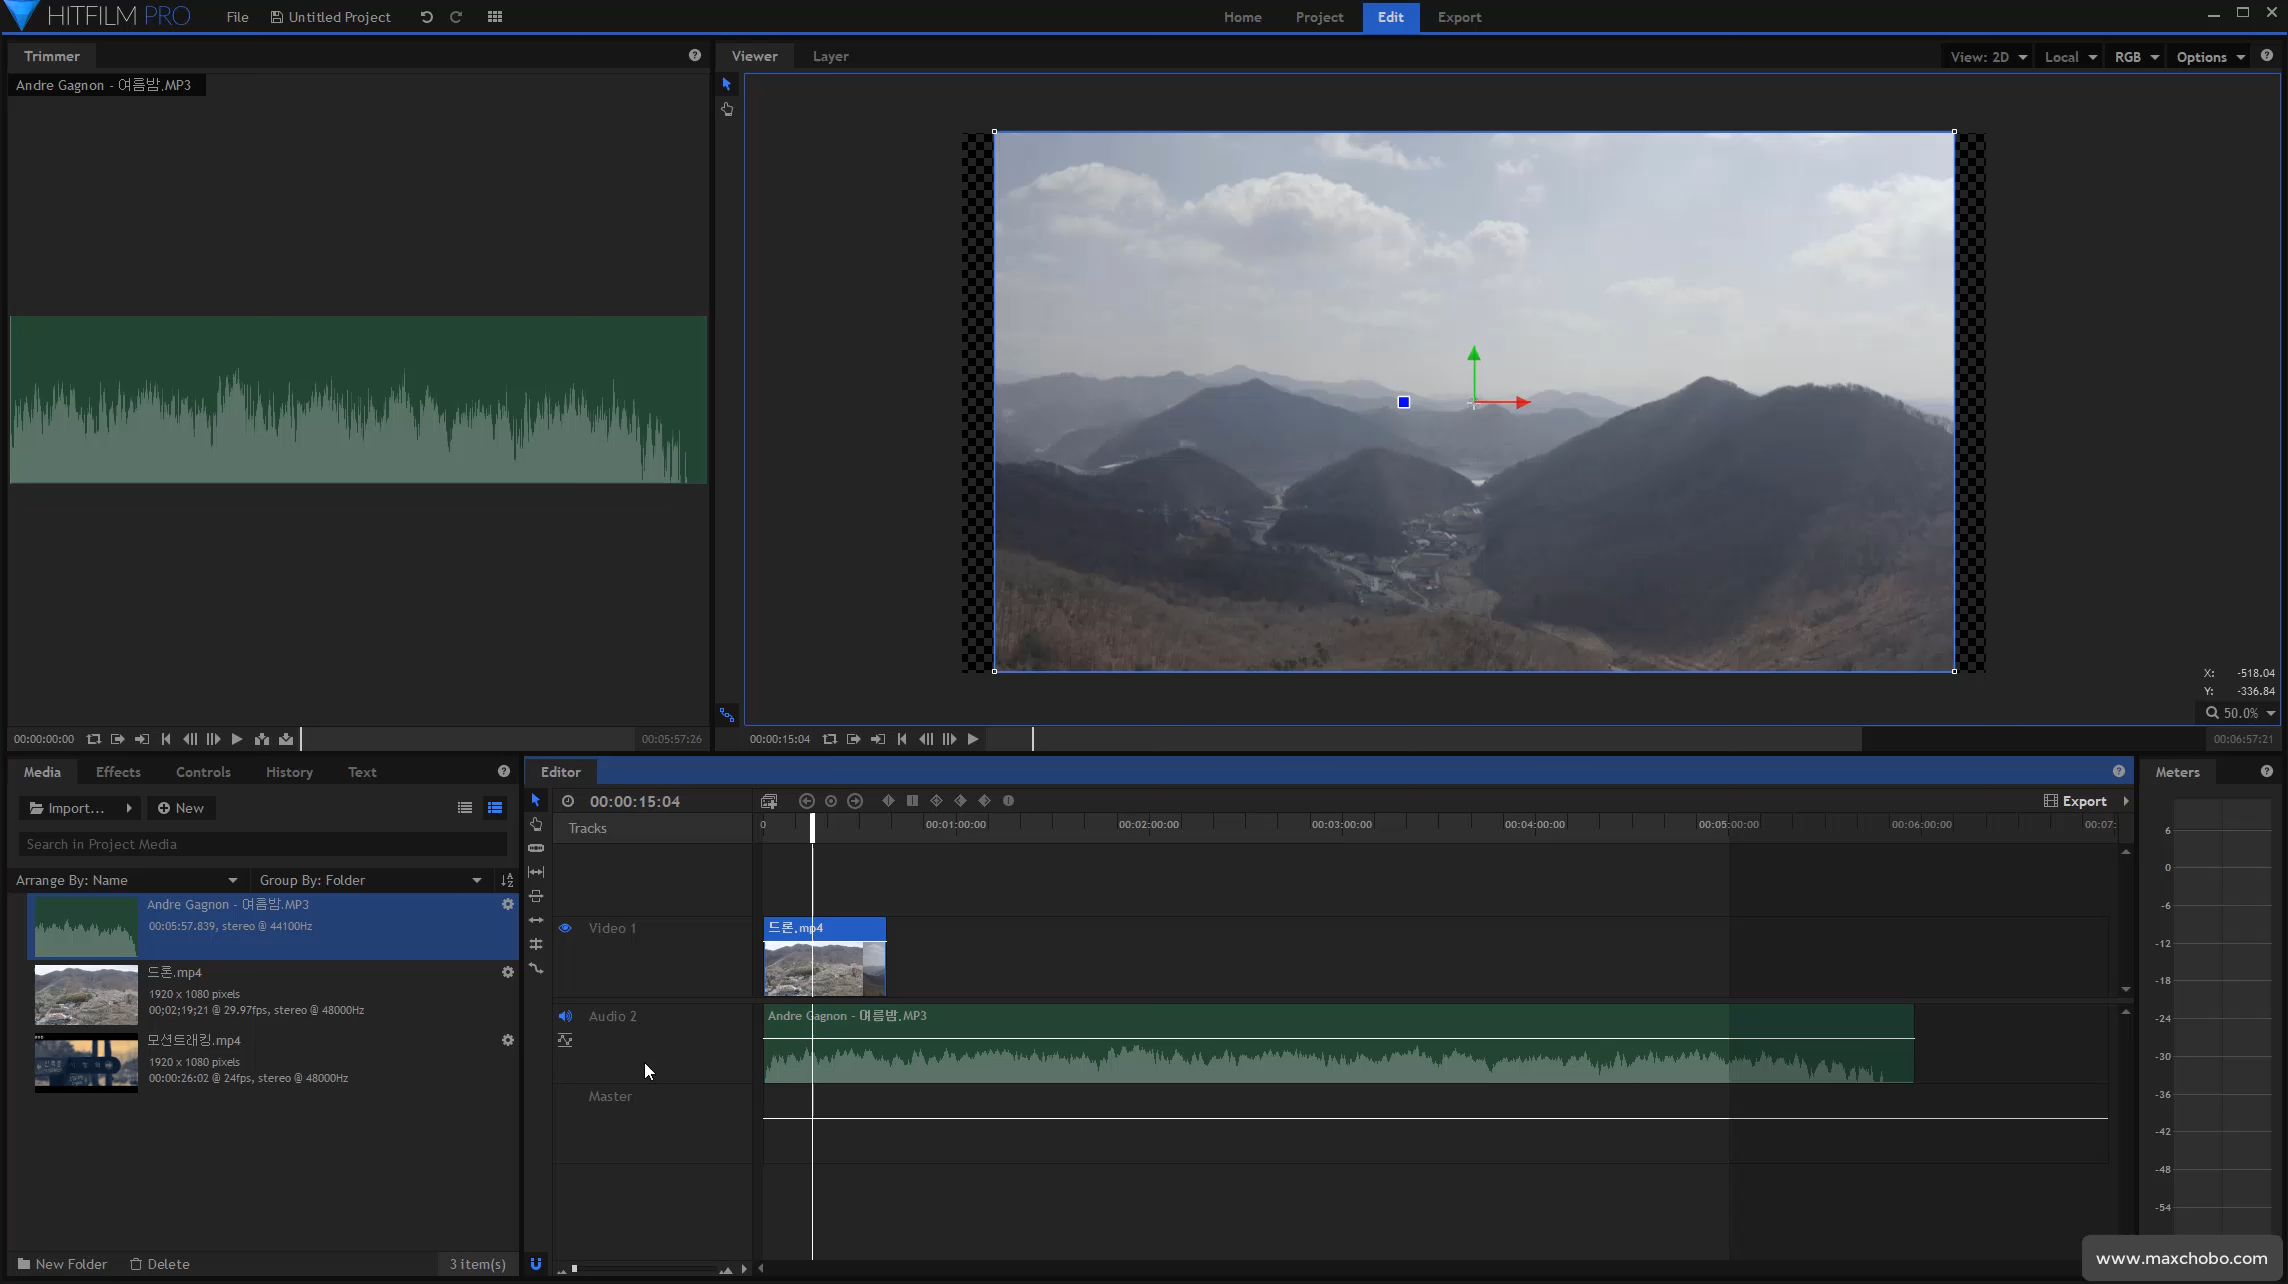 HITFILM PRO
File
Untitled Project
Home
Project
Edit
Export
Trimmer
Andre Gagnon - 여름밤.MP3
Viewer
Layer
View: 2D
Local
RGB
Options
X: -518.04
Y: -336.84
50.0%
00:00:00:00
00:05:57:26
00:00:15:04
00:06:57:21
Media
Effects
Controls
History
Text
Import...
New
Search in Project Media
Arrange By: Name
Group By: Folder
Andre Gagnon - 여름밤.MP3
00:05:57.839, stereo @ 44100Hz
드론.mp4
1920 x 1080 pixels
00;02;19;21 @ 29.97fps, stereo @ 48000Hz
모션트래킹.mp4
1920 x 1080 pixels
00:00:26:02 @ 24fps, stereo @ 48000Hz
New Folder
Delete
3 item(s)
Editor
00:00:15:04
Export
Tracks
0
00:01:00:00
00:02:00:00
00:03:00:00
00:04:00:00
00:05:00:00
00:06:00:00
00:07:
Video 1
드론.mp4
Audio 2
Andre Gagnon - 여름밤.MP3
Master
Meters
6
0
-6
-12
-18
-24
-30
-36
-42
-48
-54
www.maxchobo.com